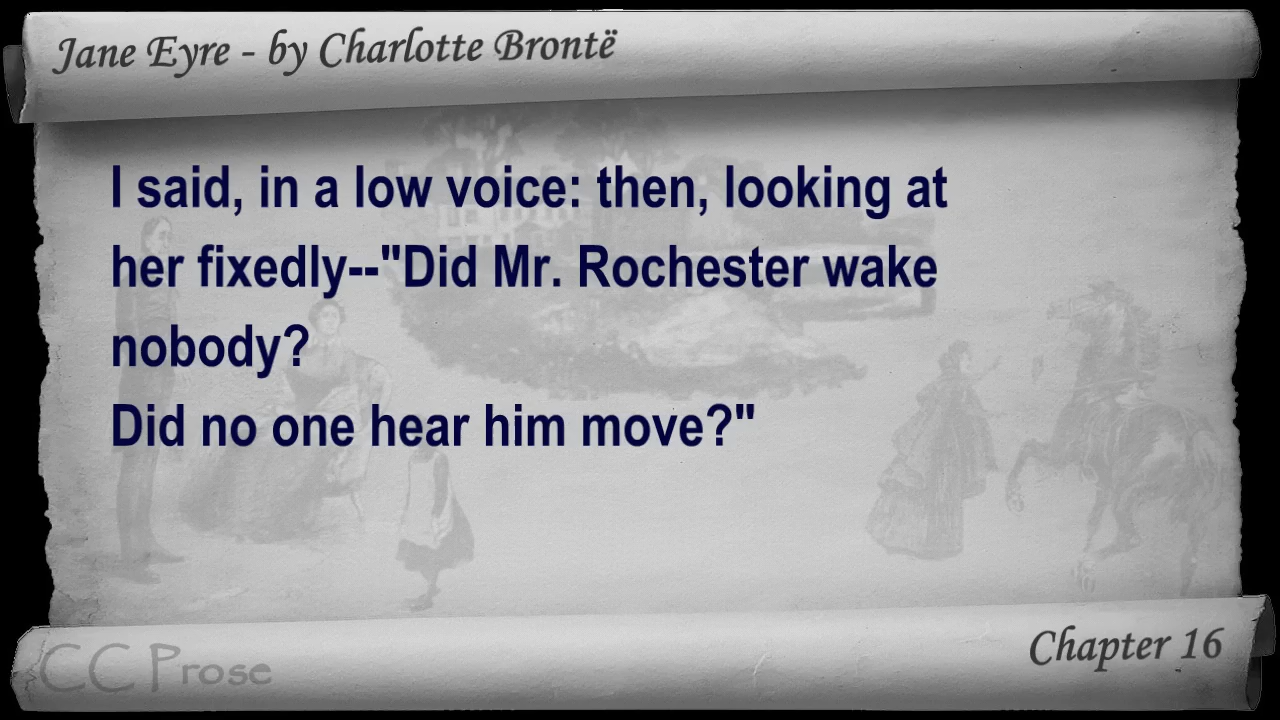 Jane Eyre - by Charlotte Brontë
I said, in a low voice: then, looking at
her fixedly--"Did Mr. Rochester wake
nobody?
Did no one hear him move?"
Chapter 16
CC Prose